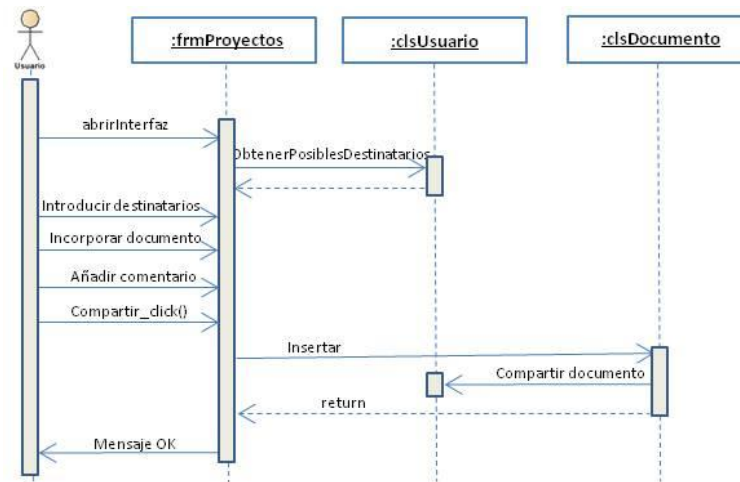 :frmProyectos
:clsUsuario
:clsDocumento
Usuario
abrirInterfaz
ObtenerPosiblesDestinatarios
Introducir destinatarios
Incorporar documento
Añadir comentario
Compartir_click()
Insertar
Compartir documento
return
Mensaje OK